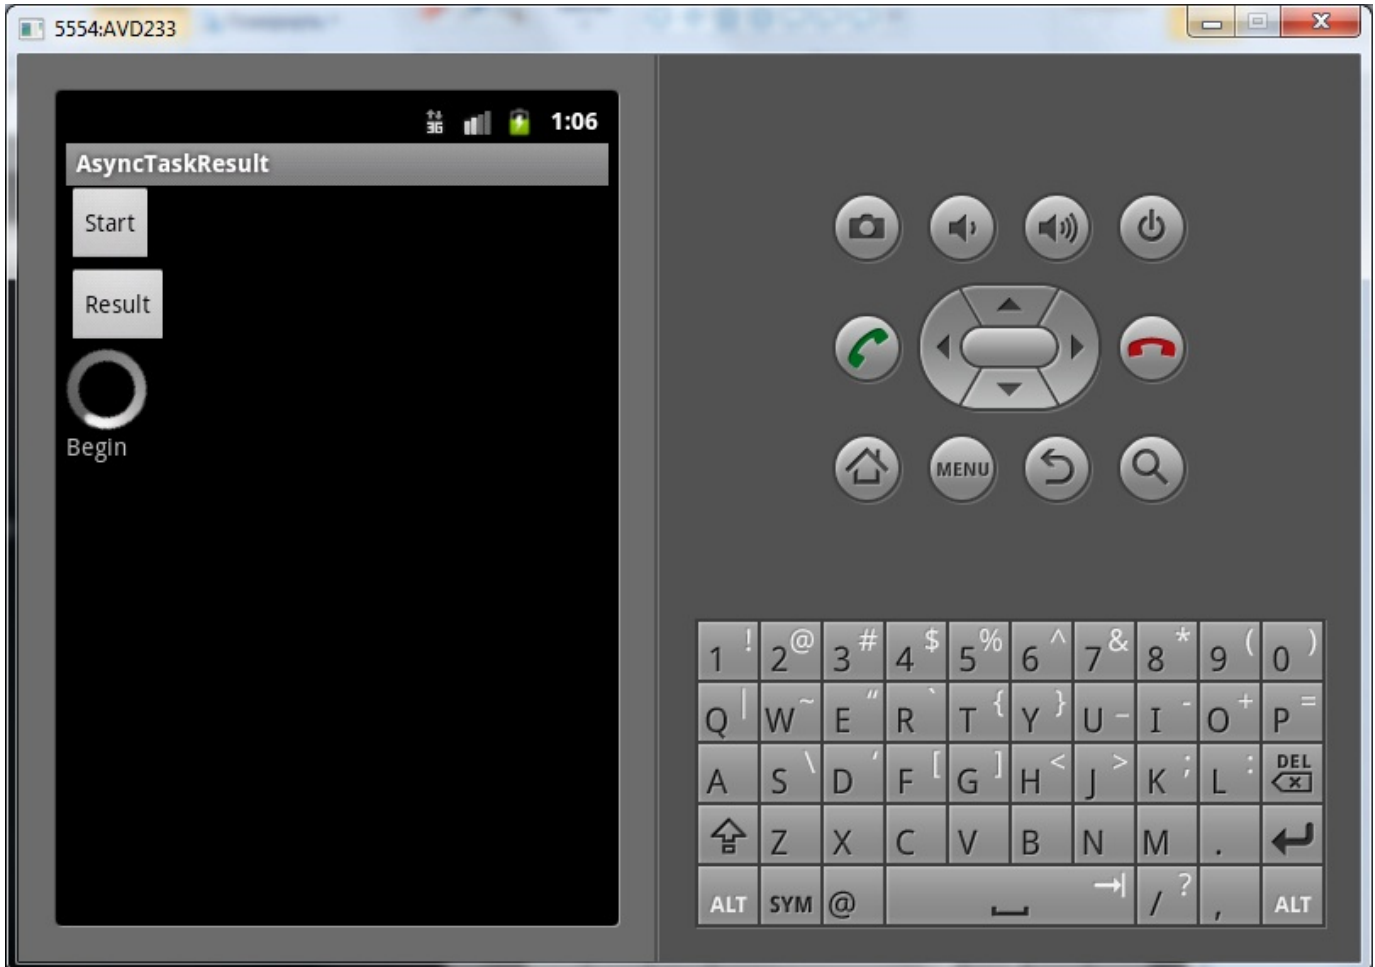 5554:AVD233
3G 1:06
AsyncTaskResult
Start
Result
Begin
MENU
1 ! 2 @ 3 # 4 $ 5 % 6 ^ 7 & 8 * 9 ( 0 )
Q | W ~ E “ R ` T { Y } U _ I - O + P =
A S \ D ‘ F [ G ] H < J > K ; L : DEL
Z X C V B N M .
ALT SYM @ / ? , ALT